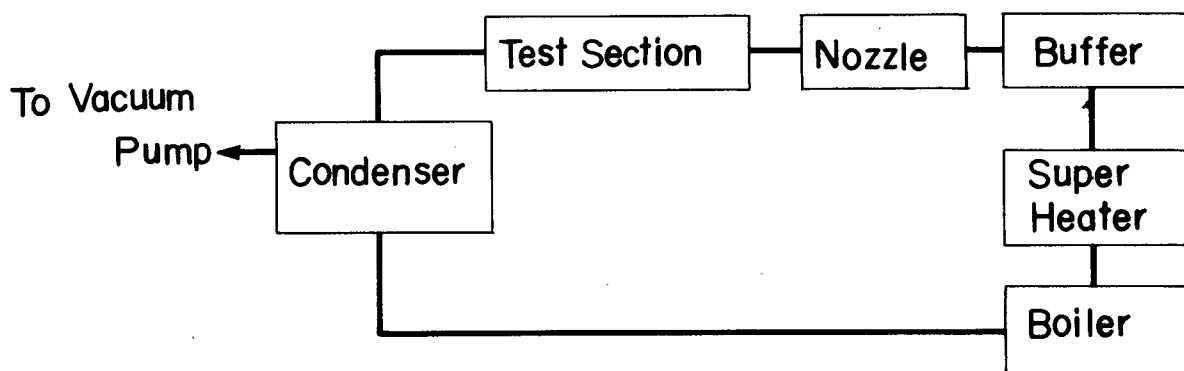 Test Section
Nozzle
Buffer
To Vacuum
Pump
Condenser
Super
Heater
Boiler